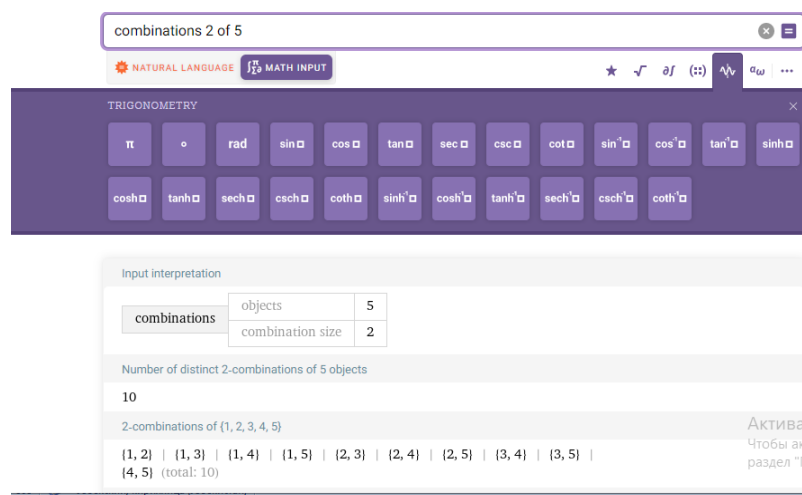 combinations 2 of 5
NATURAL LANGUAGE
MATH INPUT
TRIGONOMETRY
π ° rad sin cos tan sec csc cot sin⁻¹ cos⁻¹ tan⁻¹ sinh
cosh tanh sech csch coth sinh⁻¹ cosh⁻¹ tanh⁻¹ sech⁻¹ csch⁻¹ coth⁻¹
Input interpretation
combinations
objects 5
combination size 2
Number of distinct 2-combinations of 5 objects
10
2-combinations of {1, 2, 3, 4, 5}
{1, 2} | {1, 3} | {1, 4} | {1, 5} | {2, 3} | {2, 4} | {2, 5} | {3, 4} | {3, 5} |
{4, 5} (total: 10)
Актива
Чтобы ак
раздел "